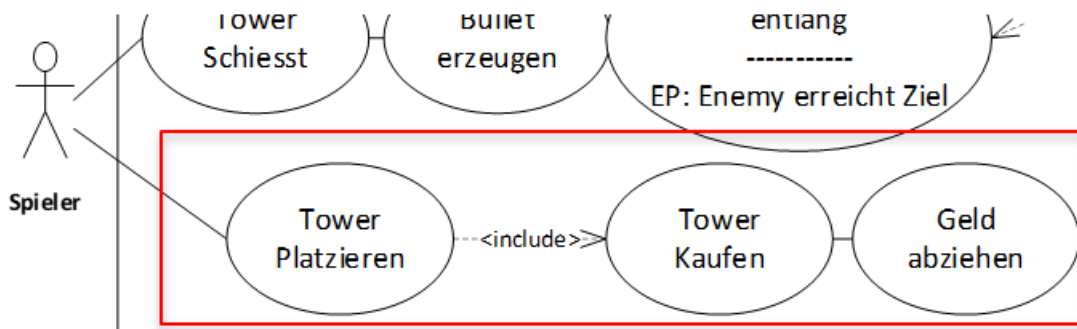 Tower
Schiesst
Bullet
erzeugen
entlang
-----------
EP: Enemy erreicht Ziel
Spieler
Tower
Platzieren
<include>
Tower
Kaufen
Geld
abziehen